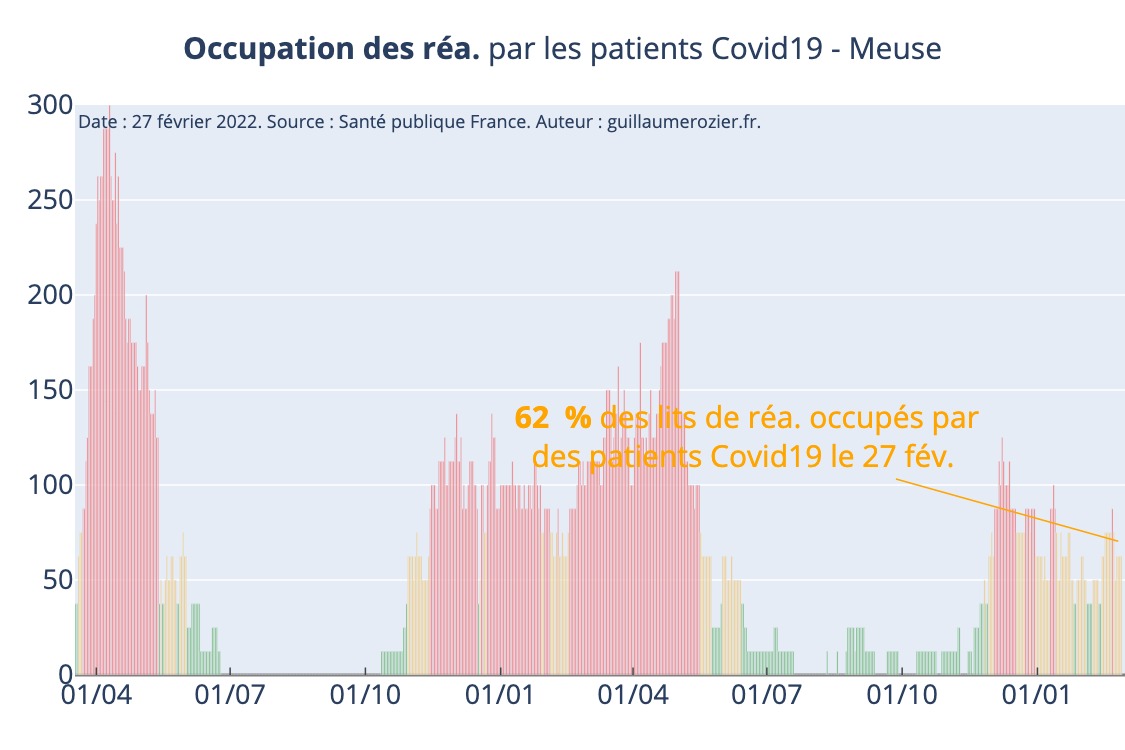 Occupation des réa. par les patients Covid19 - Meuse
300
Date : 27 février 2022. Source : Santé publique France. Auteur : guillaumerozier.fr.
250
200
150
62 % des lits de réa. occupés par
des patients Covid19 le 27 fév.
100
50
0
01/04 01/07 01/10 01/01 01/04 01/07 01/10 01/01